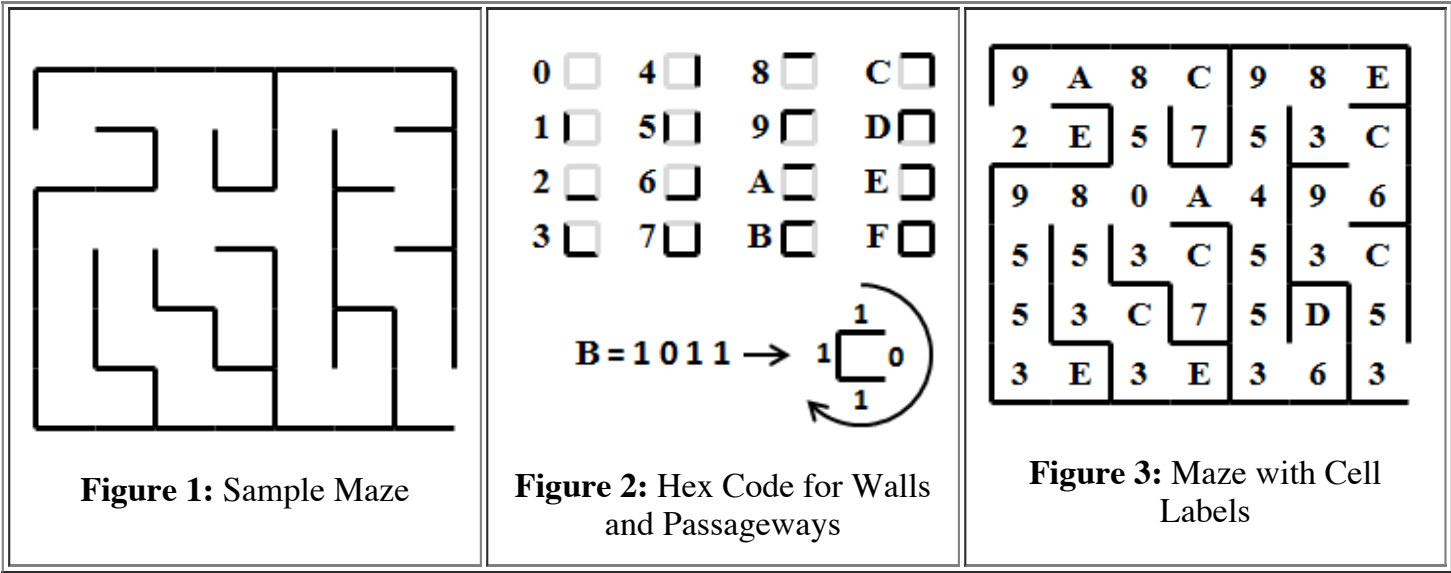 Figure 1: Sample Maze
0 4 8 C
1 5 9 D
2 6 A E
3 7 B F
B = 1 0 1 1
1
1 0
1
Figure 2: Hex Code for Walls
and Passageways
9 A 8 C 9 8 E
2 E 5 7 5 3 C
9 8 0 A 4 9 6
5 5 3 C 5 3 C
5 3 C 7 5 D 5
3 E 3 E 3 6 3
Figure 3: Maze with Cell
Labels